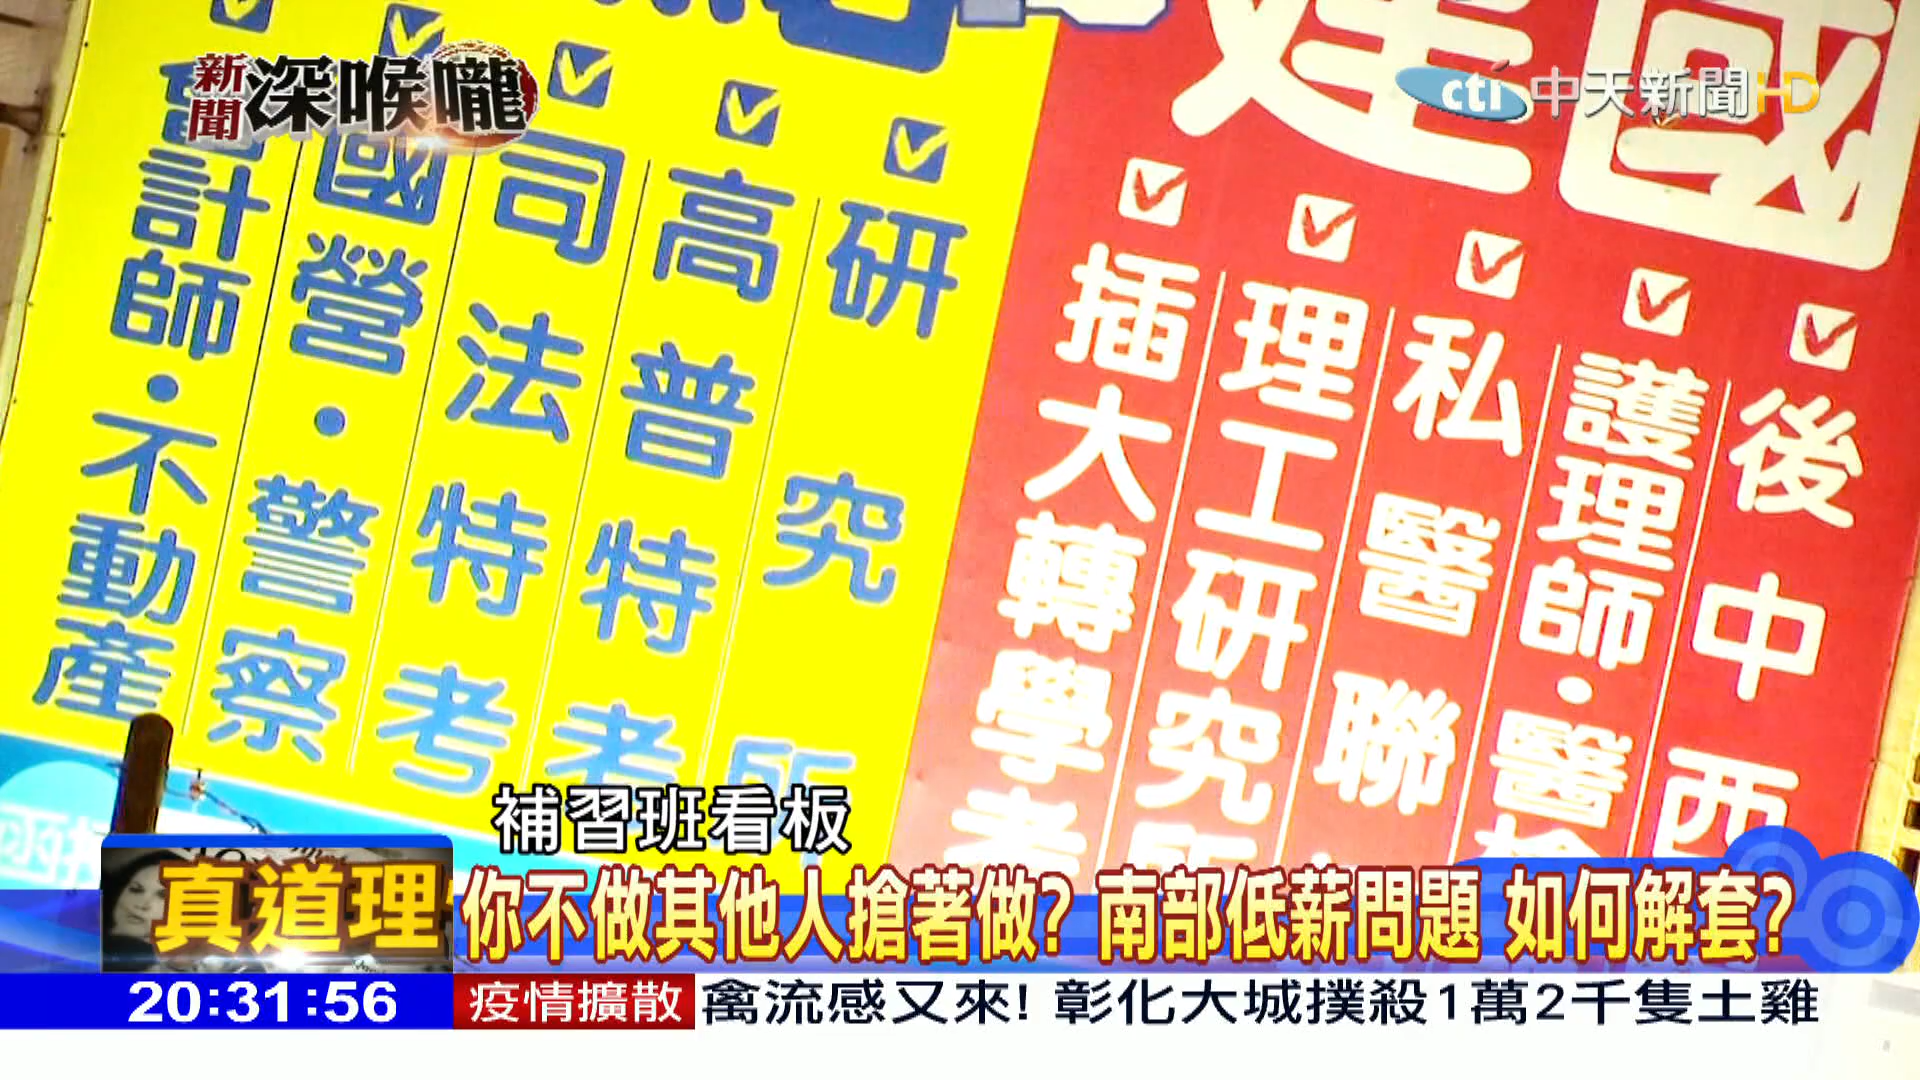 新聞深喉嚨
cti中天新聞HD
建國
後中西
護理師・醫檢
私醫聯
理工研究所
插大轉學考
研究所
高普特考
司法特考
國營・警察
會計師・不動產
補習班看板
真道理
你不做其他人搶著做? 南部低薪問題 如何解套?
20:31:56
疫情擴散
禽流感又來! 彰化大城撲殺1萬2千隻土雞